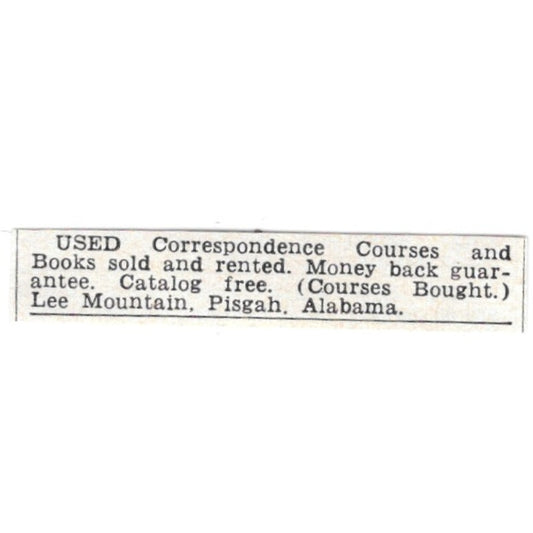 USED Correspondence Courses and
Books sold and rented. Money back guar-
antee. Catalog free. (Courses Bought.)
Lee Mountain, Pisgah, Alabama.